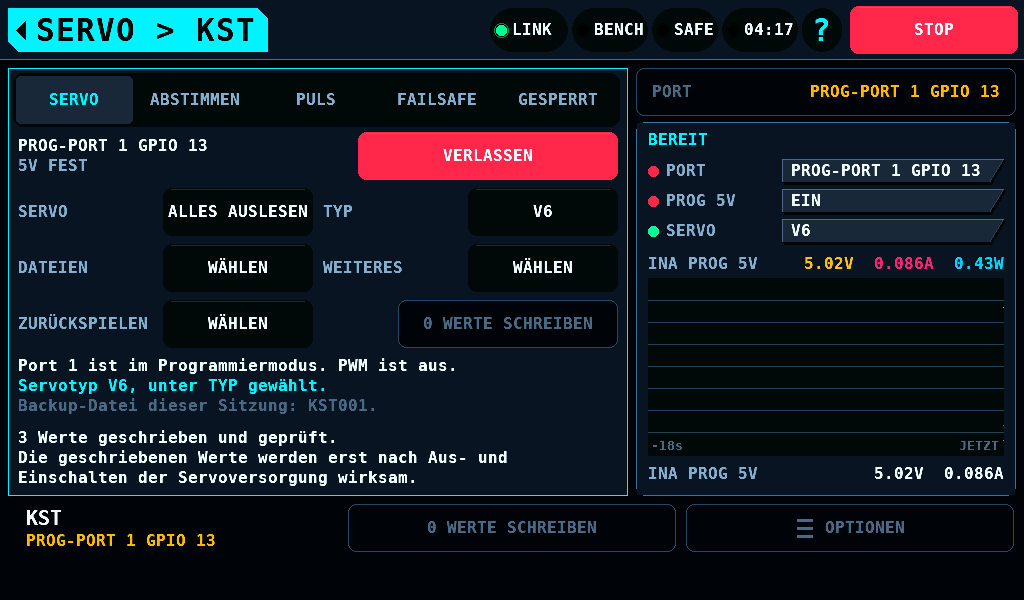 SERVO > KST
LINK
BENCH
SAFE
04:17
?
STOP
SERVO
ABSTIMMEN
PULS
FAILSAFE
GESPERRT
PROG-PORT 1 GPIO 13
5V FEST
VERLASSEN
SERVO
ALLES AUSLESEN
TYP
V6
DATEIEN
WÄHLEN
WEITERES
WÄHLEN
ZURÜCKSPIELEN
WÄHLEN
0 WERTE SCHREIBEN
Port 1 ist im Programmiermodus. PWM ist aus.
Servotyp V6, unter TYP gewählt.
Backup-Datei dieser Sitzung: KST001.
3 Werte geschrieben und geprüft.
Die geschriebenen Werte werden erst nach Aus- und
Einschalten der Servoversorgung wirksam.
PORT
PROG-PORT 1 GPIO 13
BEREIT
PORT
PROG-PORT 1 GPIO 13
PROG 5V
EIN
SERVO
V6
INA PROG 5V
5.02V
0.086A
0.43W
-18s
JETZT
INA PROG 5V
5.02V
0.086A
KST
PROG-PORT 1 GPIO 13
0 WERTE SCHREIBEN
OPTIONEN